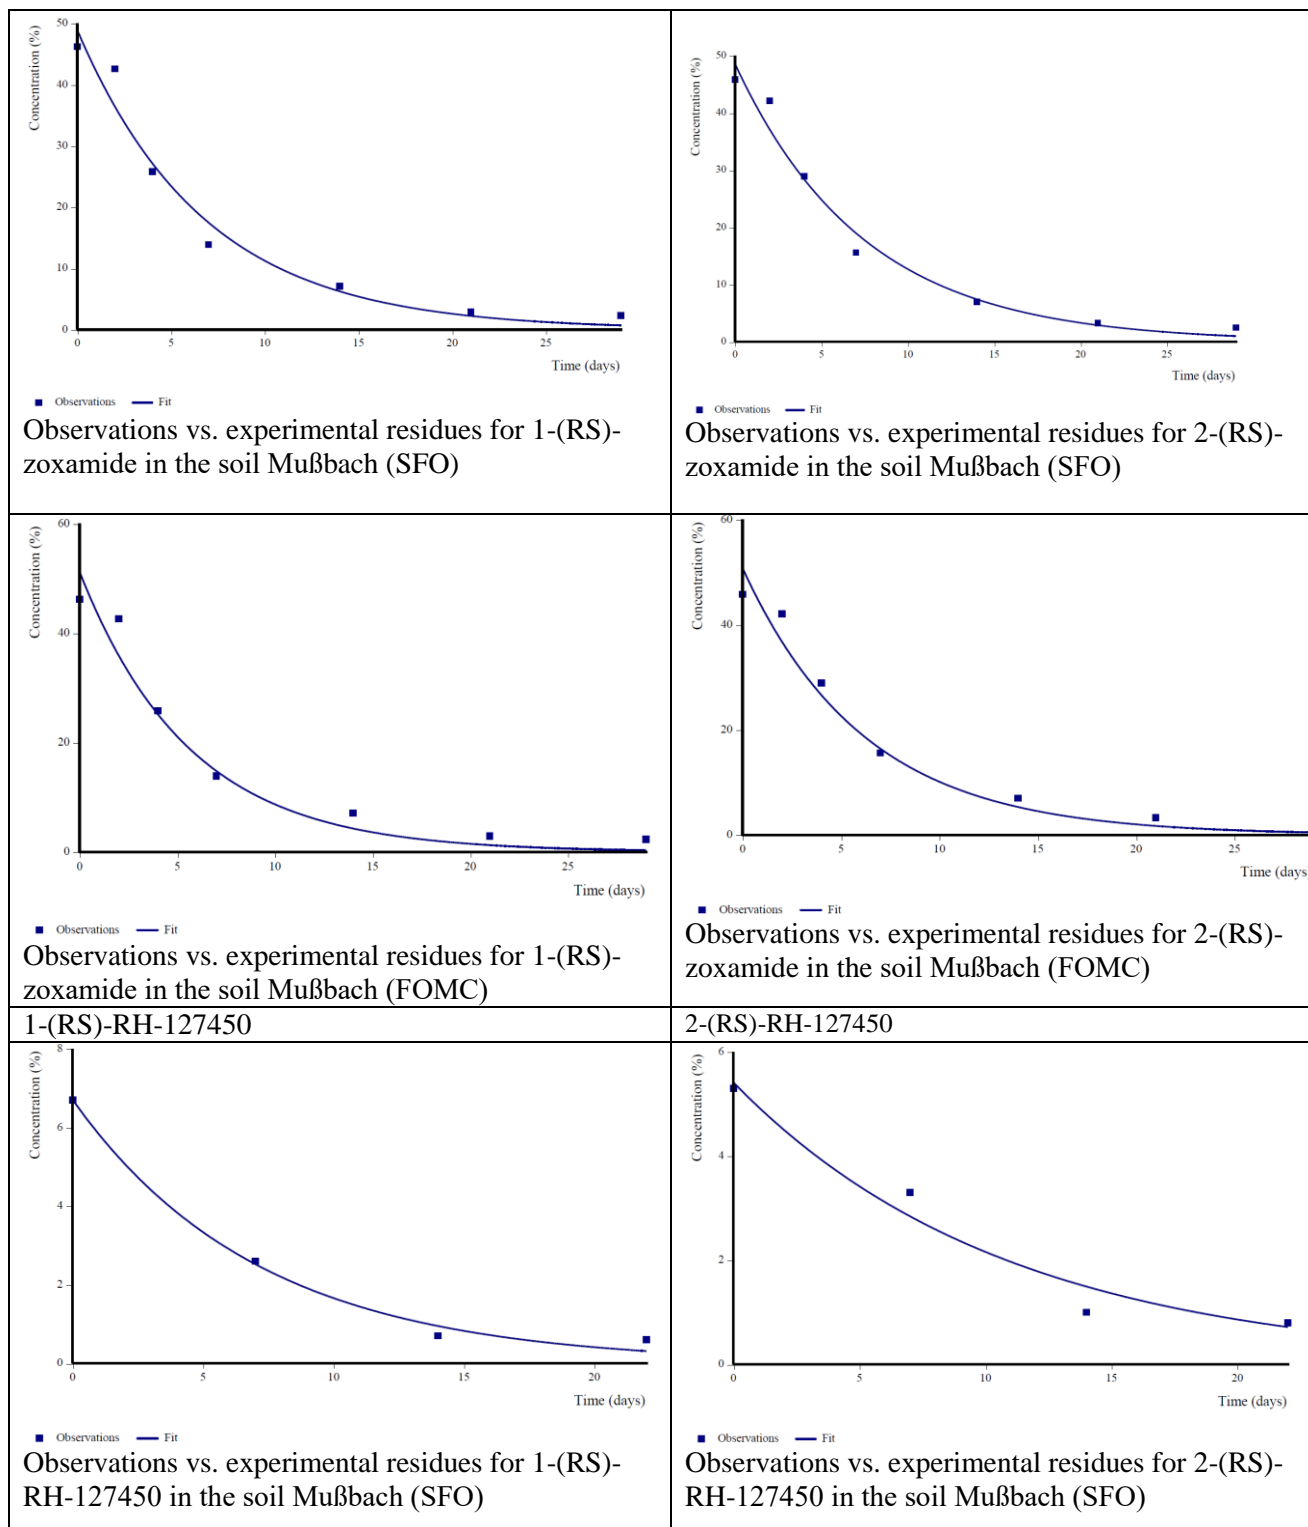 Concentration (%)
50
40
30
20
10
0
0 5 10 15 20 25
Time (days)
Observations Fit
Observations vs. experimental residues for 1-(RS)-
zoxamide in the soil Mußbach (SFO)
Concentration (%)
50
40
30
20
10
0
0 5 10 15 20 25
Time (days)
Observations Fit
Observations vs. experimental residues for 2-(RS)-
zoxamide in the soil Mußbach (SFO)
Concentration (%)
60
40
20
0
0 5 10 15 20 25
Time (days)
Observations Fit
Observations vs. experimental residues for 1-(RS)-
zoxamide in the soil Mußbach (FOMC)
Concentration (%)
60
40
20
0
0 5 10 15 20 25
Time (days)
Observations Fit
Observations vs. experimental residues for 2-(RS)-
zoxamide in the soil Mußbach (FOMC)
1-(RS)-RH-127450
2-(RS)-RH-127450
Concentration (%)
8
6
4
2
0
0 5 10 15 20
Time (days)
Observations Fit
Observations vs. experimental residues for 1-(RS)-
RH-127450 in the soil Mußbach (SFO)
Concentration (%)
6
4
2
0
0 5 10 15 20
Time (days)
Observations Fit
Observations vs. experimental residues for 2-(RS)-
RH-127450 in the soil Mußbach (SFO)